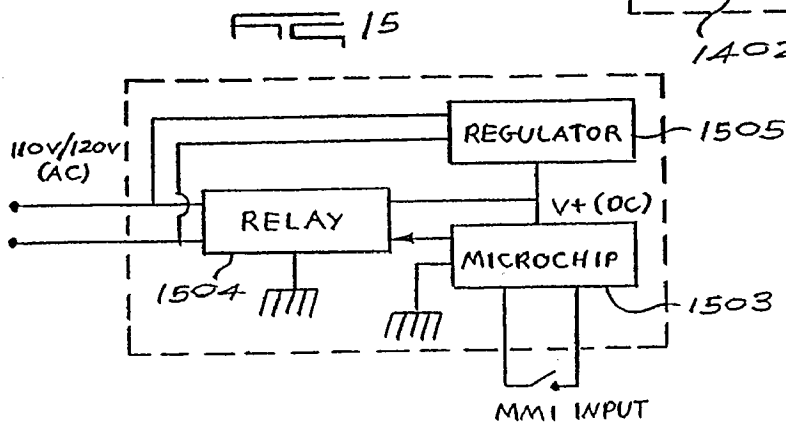 FIG 15
1402
110V/120V
(AC)
REGULATOR
1505
RELAY
V+ (DC)
MICROCHIP
1504
1503
MMI INPUT